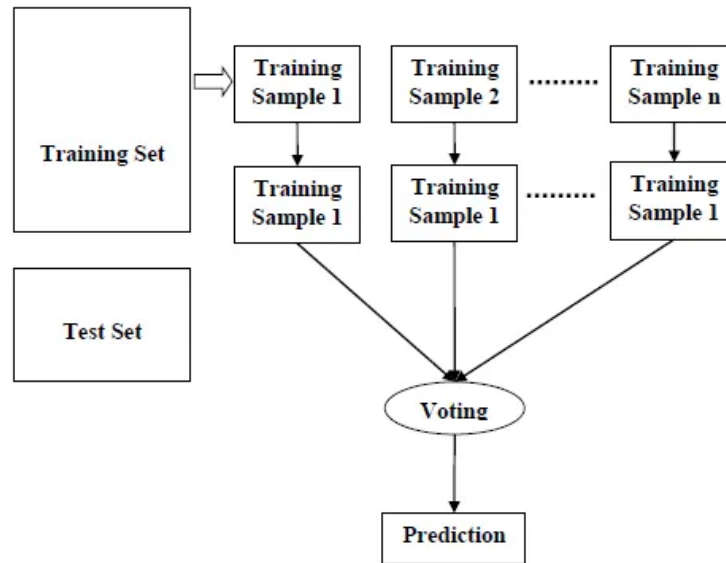 Training Set
Training
Sample 1
Training
Sample 2
.........
Training
Sample n
Training
Sample 1
Training
Sample 1
.........
Training
Sample 1
Test Set
Voting
Prediction